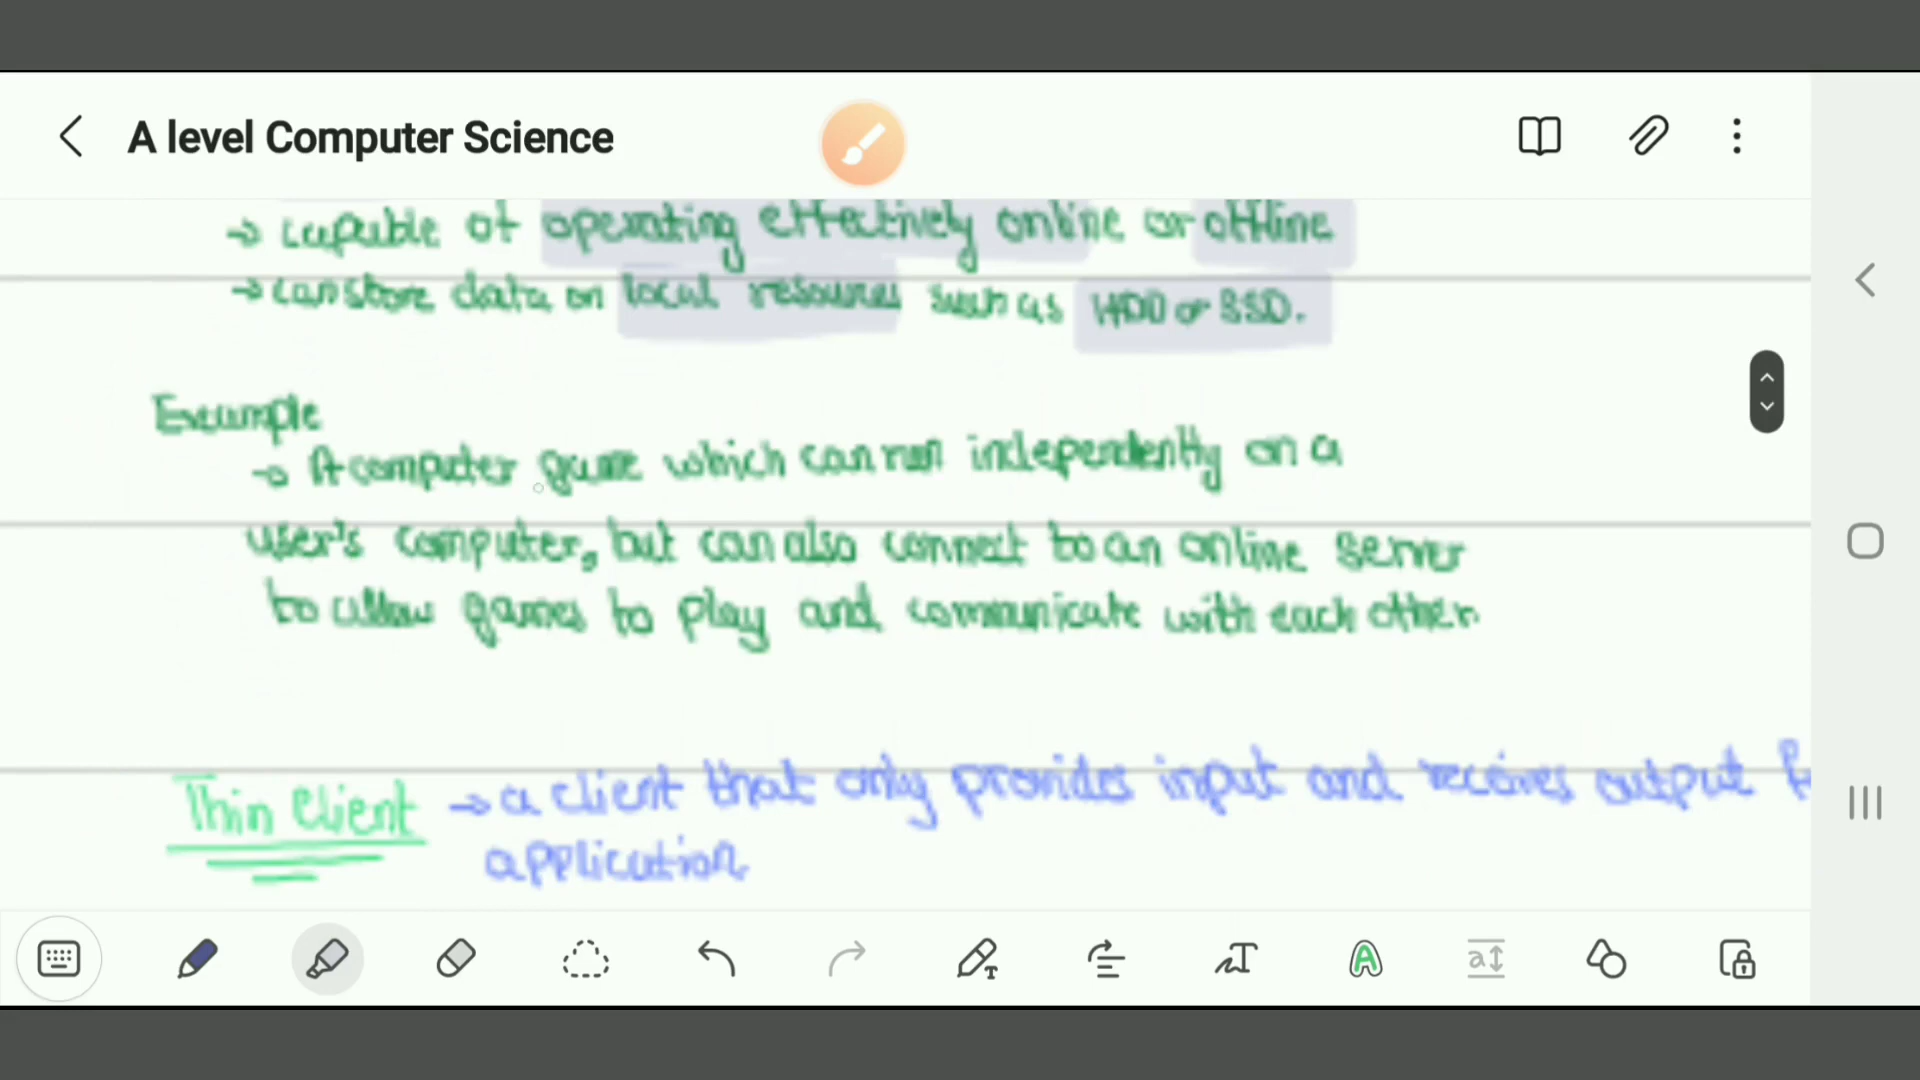 A level Computer Science
→ capable of operating effectively online or offline
→ can store data on local resources such as HDD or SSD.
Example
→ A computer game which can run independently on a
user's computer, but can also connect to an online server
to allow games to play and communicate with each other.
Thin Client → a client that only provides input and receives output f
application